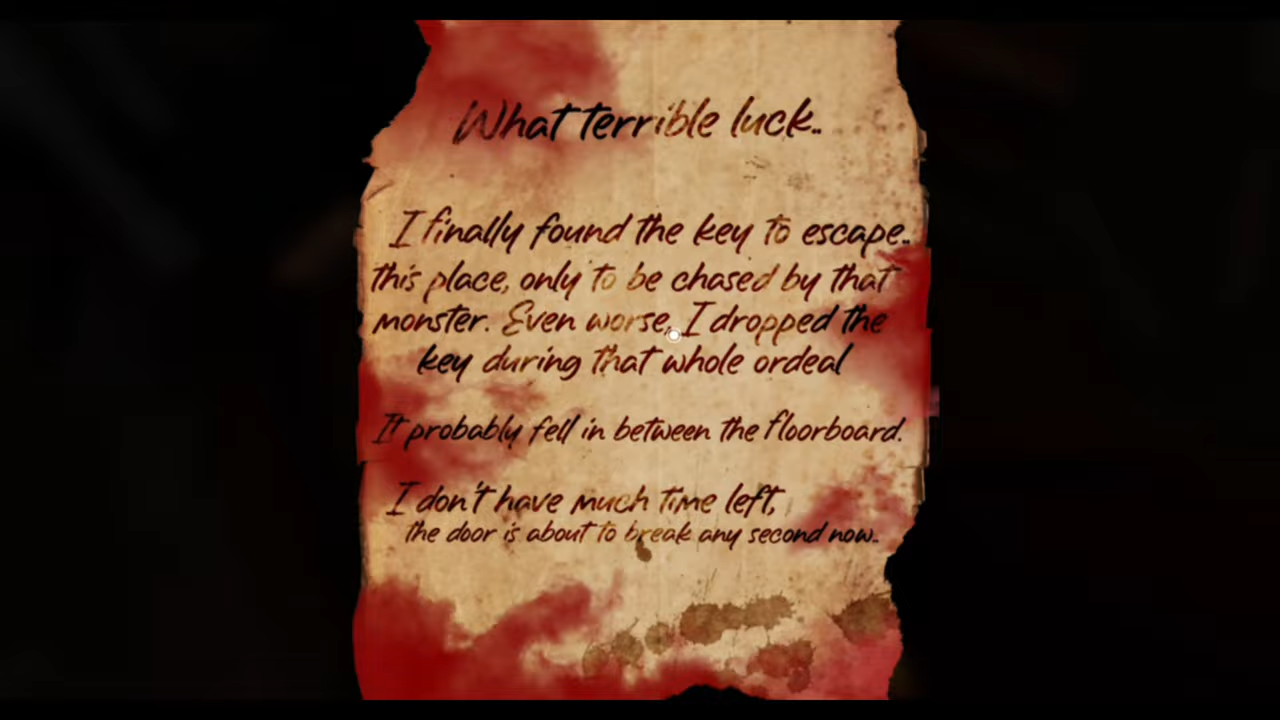 What terrible luck..
I finally found the key to escape..
this place, only to be chased by that
monster. Even worse, I dropped the
key during that whole ordeal
It probably fell in between the floorboard.
I don't have much time left,
the door is about to break any second now..